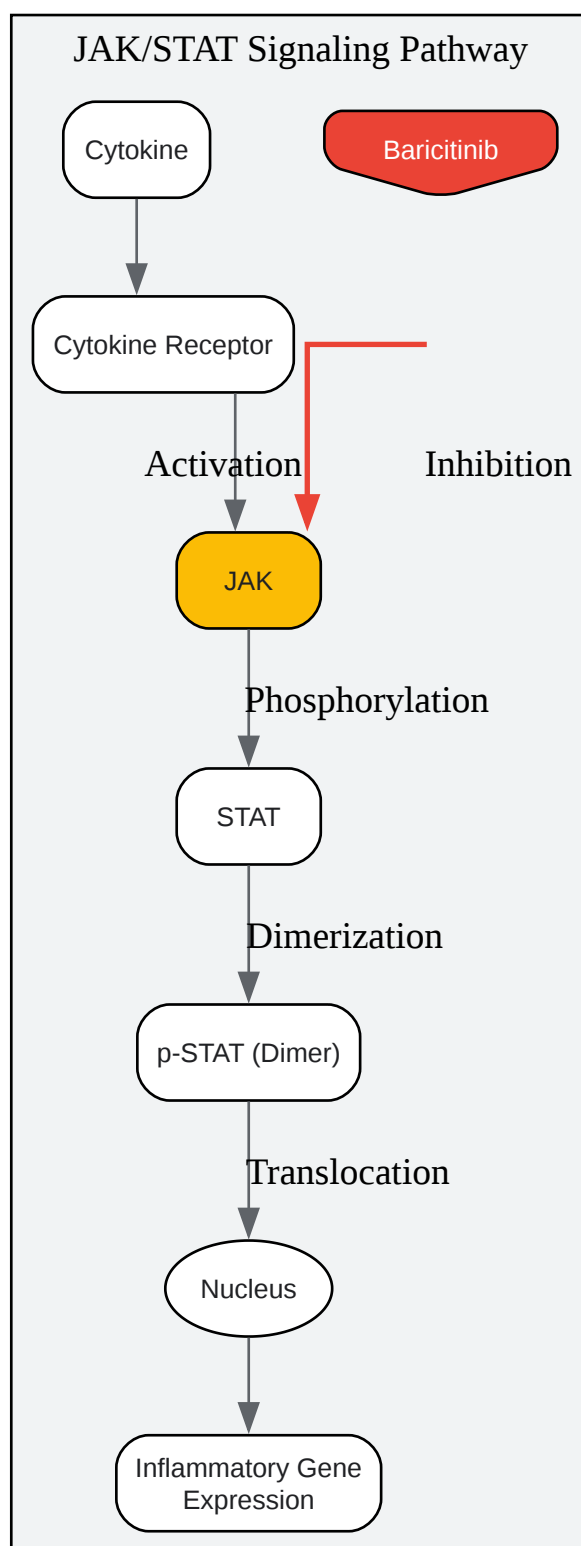 JAK/STAT Signaling Pathway
Cytokine
Baricitinib
Cytokine Receptor
Activation
Inhibition
JAK
Phosphorylation
STAT
Dimerization
p-STAT (Dimer)
Translocation
Nucleus
Inflammatory Gene
Expression